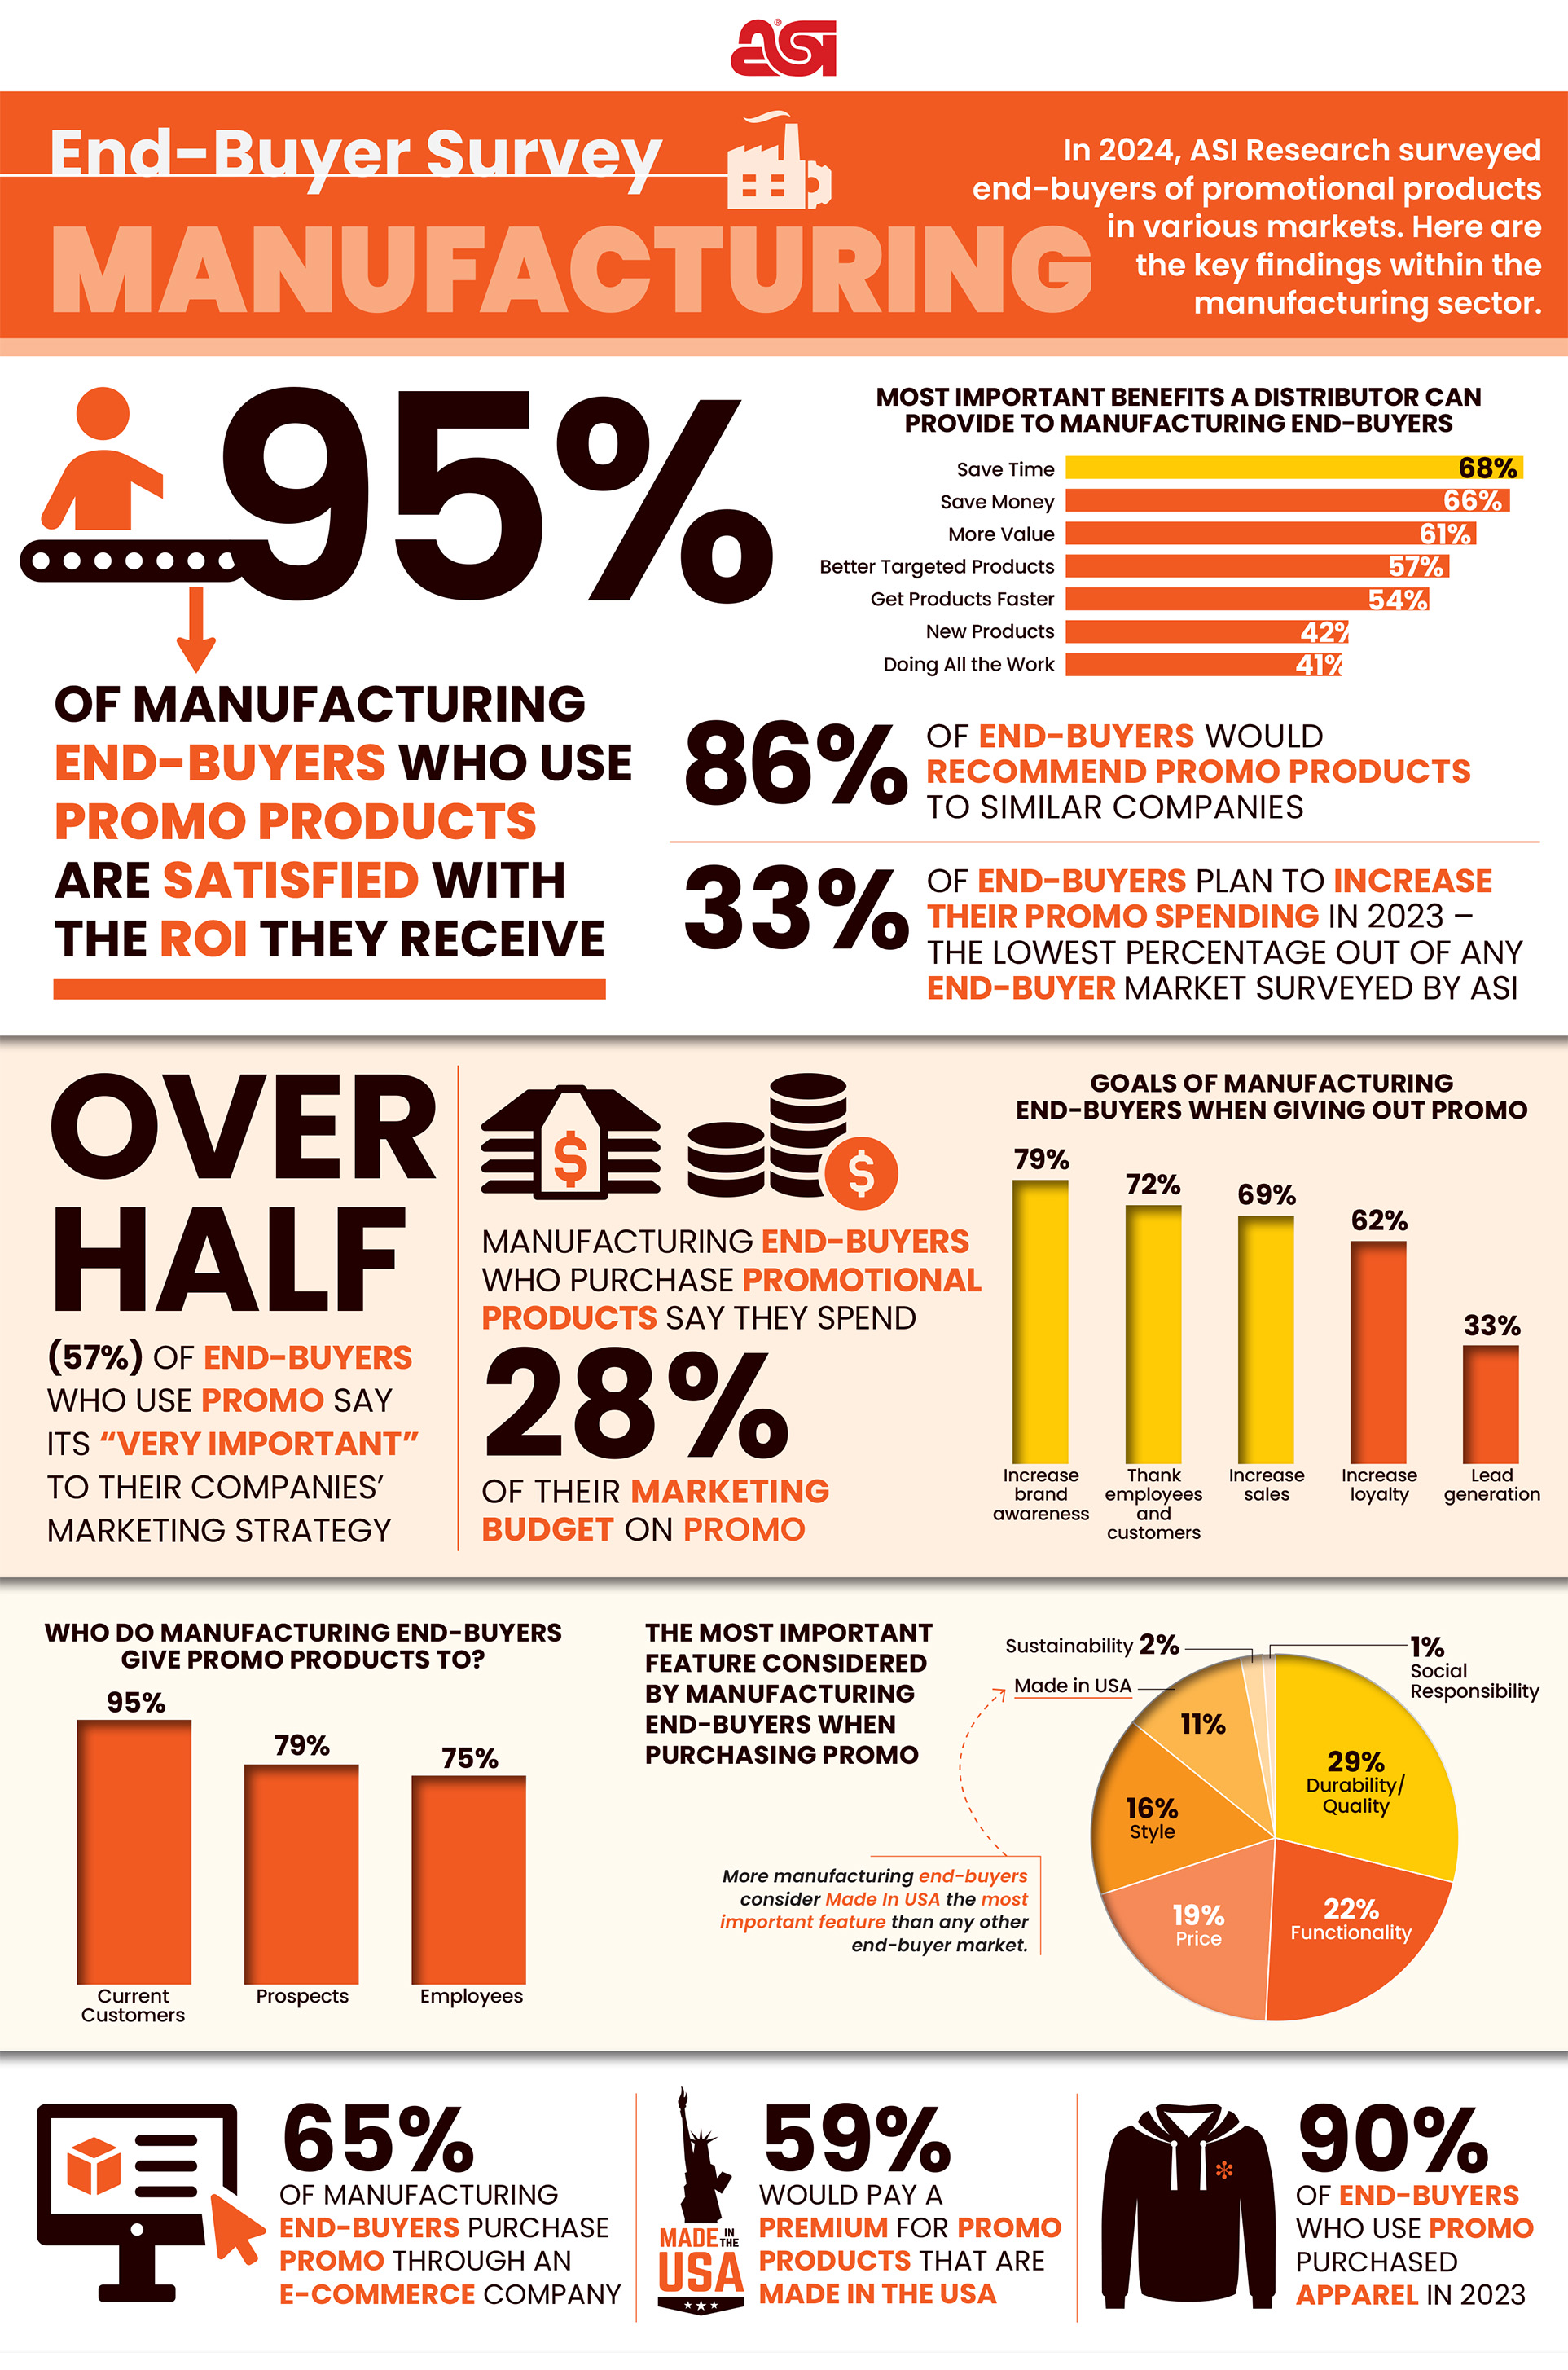 asi®
End-Buyer Survey
MANUFACTURING
In 2024, ASI Research surveyed
end-buyers of promotional products
in various markets. Here are
the key findings within the
manufacturing sector.
95%
OF MANUFACTURING
END-BUYERS WHO USE
PROMO PRODUCTS
ARE SATISFIED WITH
THE ROI THEY RECEIVE
MOST IMPORTANT BENEFITS A DISTRIBUTOR CAN
PROVIDE TO MANUFACTURING END-BUYERS
Save Time 68%
Save Money 66%
More Value 61%
Better Targeted Products 57%
Get Products Faster 54%
New Products 42%
Doing All the Work 41%
86%
OF END-BUYERS WOULD
RECOMMEND PROMO PRODUCTS
TO SIMILAR COMPANIES
33%
OF END-BUYERS PLAN TO INCREASE
THEIR PROMO SPENDING IN 2023 –
THE LOWEST PERCENTAGE OUT OF ANY
END-BUYER MARKET SURVEYED BY ASI
OVER
HALF
(57%) OF END-BUYERS
WHO USE PROMO SAY
ITS “VERY IMPORTANT”
TO THEIR COMPANIES’
MARKETING STRATEGY
$
$
MANUFACTURING END-BUYERS
WHO PURCHASE PROMOTIONAL
PRODUCTS SAY THEY SPEND
28%
OF THEIR MARKETING
BUDGET ON PROMO
GOALS OF MANUFACTURING
END-BUYERS WHEN GIVING OUT PROMO
79%
72%
69%
62%
33%
Increase
brand
awareness
Thank
employees
and
customers
Increase
sales
Increase
loyalty
Lead
generation
WHO DO MANUFACTURING END-BUYERS
GIVE PROMO PRODUCTS TO?
95%
79%
75%
Current
Customers
Prospects
Employees
THE MOST IMPORTANT
FEATURE CONSIDERED
BY MANUFACTURING
END-BUYERS WHEN
PURCHASING PROMO
Sustainability 2%
Made in USA
11%
1%
Social
Responsibility
29%
Durability/
Quality
16%
Style
19%
Price
22%
Functionality
More manufacturing end-buyers
consider Made In USA the most
important feature than any other
end-buyer market.
65%
OF MANUFACTURING
END-BUYERS PURCHASE
PROMO THROUGH AN
E-COMMERCE COMPANY
MADE IN THE
USA
59%
WOULD PAY A
PREMIUM FOR PROMO
PRODUCTS THAT ARE
MADE IN THE USA
90%
OF END-BUYERS
WHO USE PROMO
PURCHASED
APPAREL IN 2023